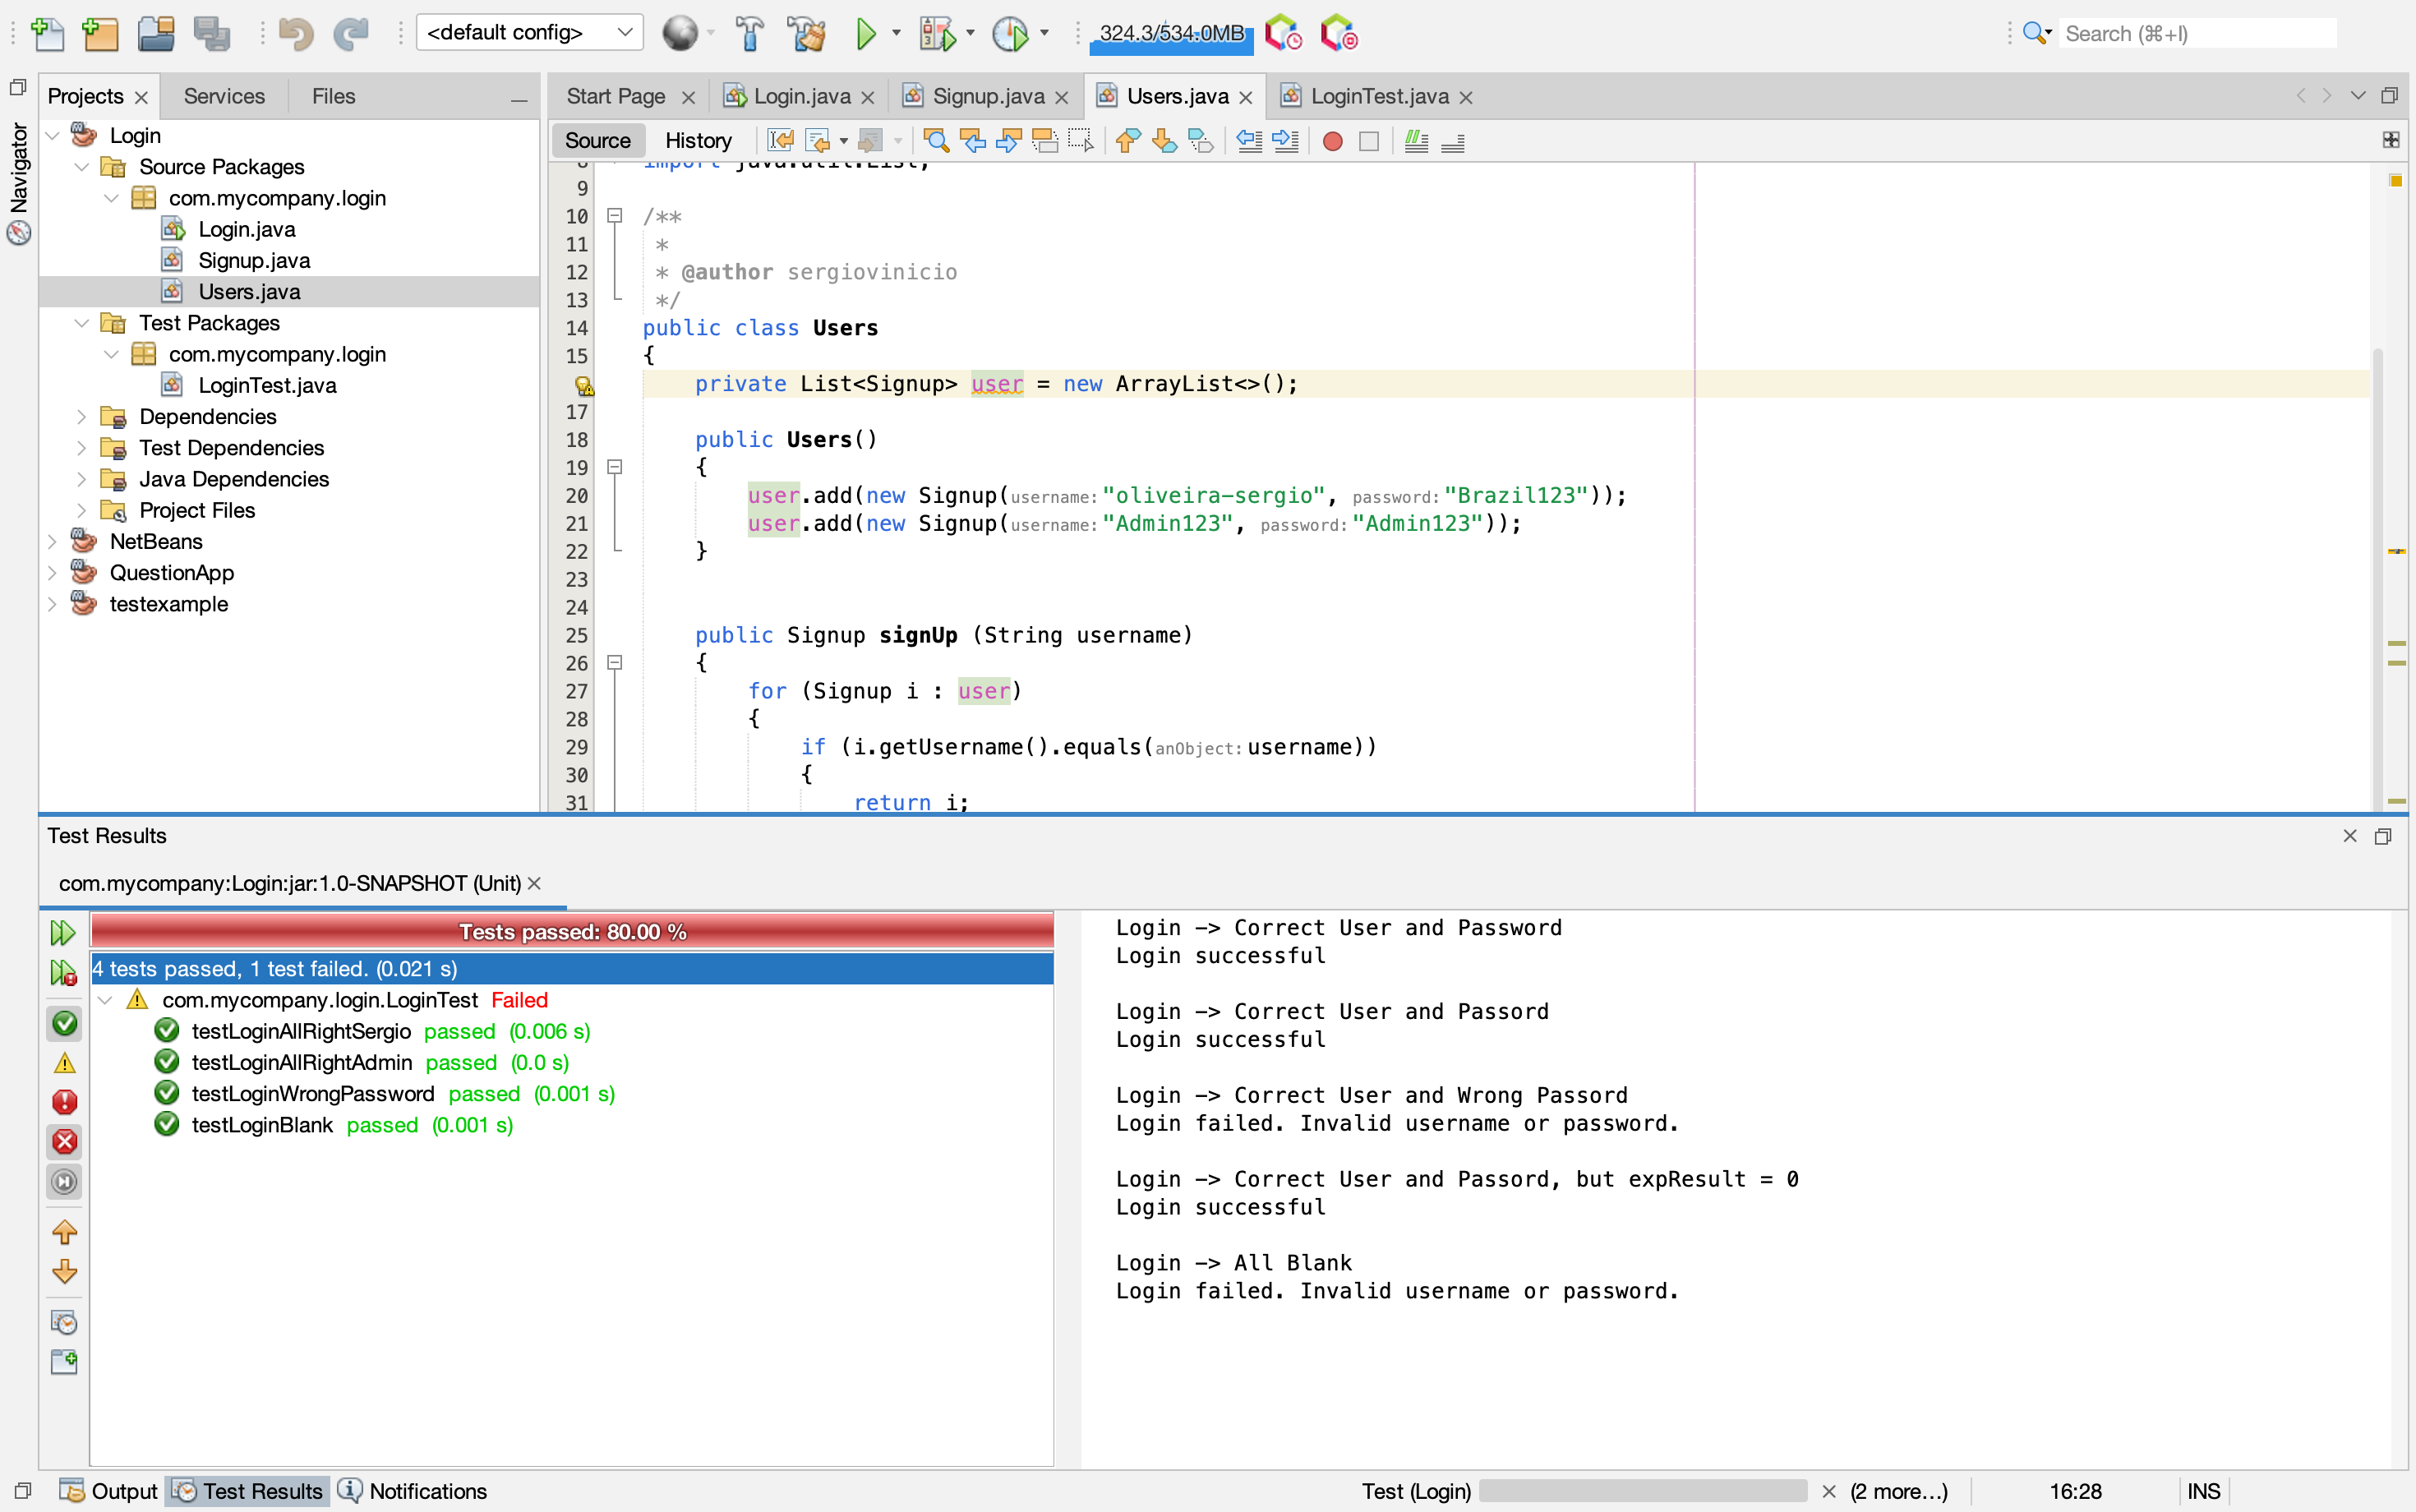 <default config>
324.3/534.0MB
Search (⌘+I)
Projects
Services
Files
Start Page
Login.java
Signup.java
Users.java
LoginTest.java
Navigator
Source
History
Login
Source Packages
com.mycompany.login
Login.java
Signup.java
Users.java
Test Packages
com.mycompany.login
LoginTest.java
Dependencies
Test Dependencies
Java Dependencies
Project Files
NetBeans
QuestionApp
testexample
8 import java.util.List;
9
10 /**
11 *
12 * @author sergiovinicio
13 */
14 public class Users
15 {
private List<Signup> user = new ArrayList<>();
17
18 public Users()
19 {
20 user.add(new Signup(username:"oliveira-sergio", password:"Brazil123"));
21 user.add(new Signup(username:"Admin123", password:"Admin123"));
22 }
23
24
25 public Signup signUp (String username)
26 {
27 for (Signup i : user)
28 {
29 if (i.getUsername().equals(anObject:username))
30 {
31 return i;
Test Results
com.mycompany:Login:jar:1.0-SNAPSHOT (Unit)
Tests passed: 80.00 %
4 tests passed, 1 test failed. (0.021 s)
com.mycompany.login.LoginTest Failed
testLoginAllRightSergio passed (0.006 s)
testLoginAllRightAdmin passed (0.0 s)
testLoginWrongPassword passed (0.001 s)
testLoginBlank passed (0.001 s)
Login -> Correct User and Password
Login successful
Login -> Correct User and Passord
Login successful
Login -> Correct User and Wrong Passord
Login failed. Invalid username or password.
Login -> Correct User and Passord, but expResult = 0
Login successful
Login -> All Blank
Login failed. Invalid username or password.
Output
Test Results
Notifications
Test (Login)
(2 more...)
16:28
INS